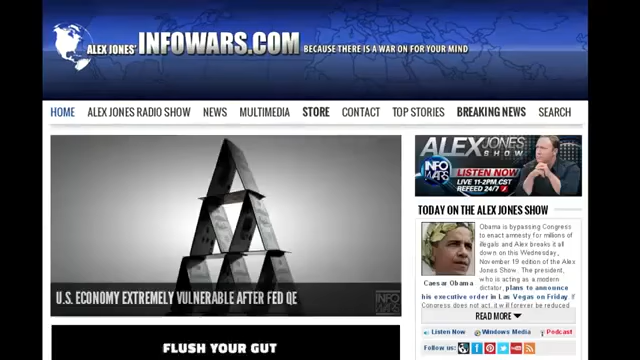 ALEX JONES' INFOWARS.COM BECAUSE THERE IS A WAR ON FOR YOUR MIND
HOME ALEX JONES RADIO SHOW NEWS MULTIMEDIA STORE CONTACT TOP STORIES BREAKING NEWS SEARCH
ALEX JONES
SHOW
INFO
WARS
LISTEN NOW
LIVE 11-2PM CST
REFEED 24/7
TODAY ON THE ALEX JONES SHOW
Obama is bypassing Congress
to enact amnesty for millions of
illegals and Alex breaks it all
down on this Wednesday,
November 19 edition of the Alex
Jones Show. The president,
who is acting as a modern
Caesar Obama
dictator, plans to announce
his executive order in Las Vegas on Friday. If
Congress does not act, it will forever be reduced
READ MORE
Listen Now Windows Media Podcast
Follow us:
U.S. ECONOMY EXTREMELY VULNERABLE AFTER FED QE
INFO
WARS
FLUSH YOUR GUT